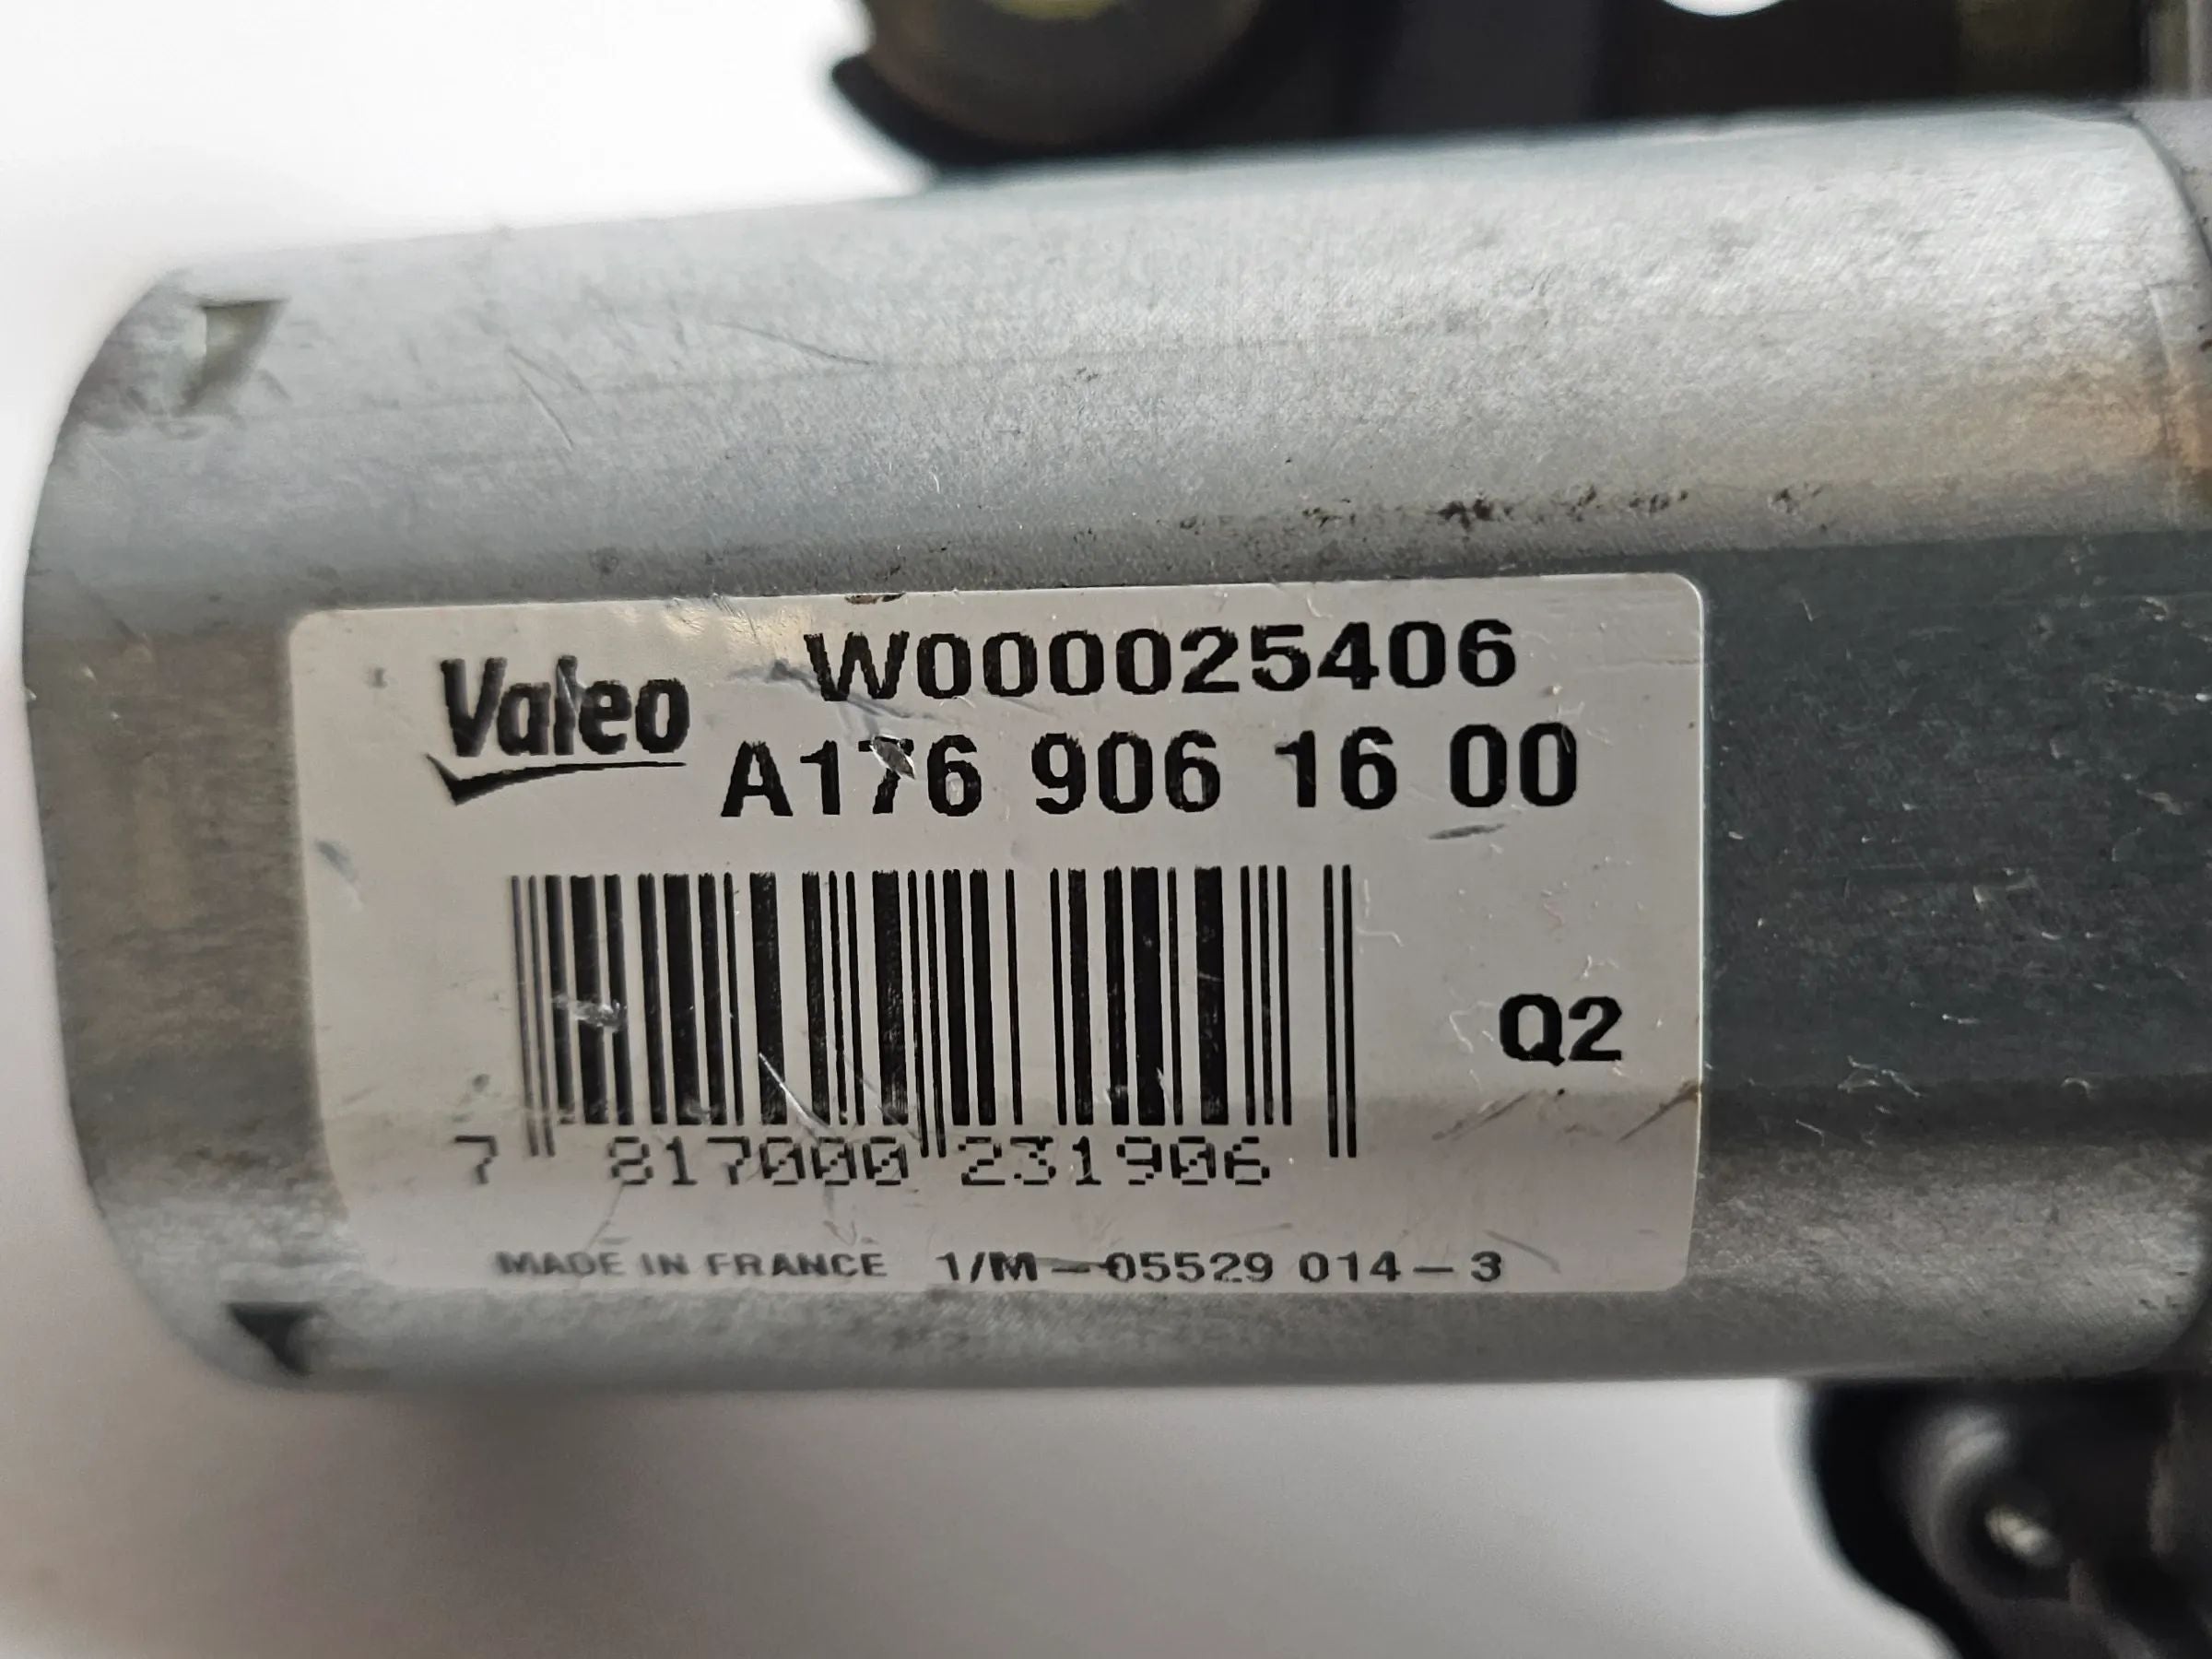 Valeo
W000025406
A176 906 16 00
Q2
7 817000 231906
MADE IN FRANCE 1/M-05529 014-3